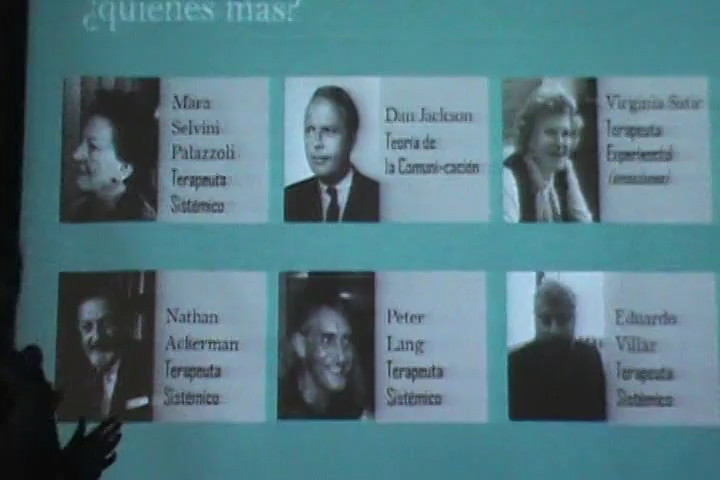 ¿quiénes más?
Mara
Selvini
Palazzoli
Terapeuta
Sistémico
Dan Jackson
Teoría de
la Comuni-cación
Virginia Satir
Terapeuta
Experiencial
(emociones)
Nathan
Ackerman
Terapeuta
Sistémico
Peter
Lang
Terapeuta
Sistémico
Eduardo
Villar
Terapeuta
Sistémico